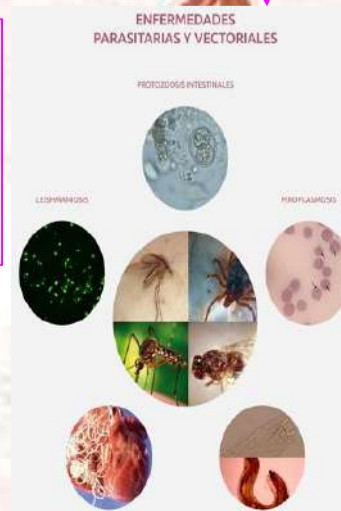 ENFERMEDADES
PARASITARIAS Y VECTORIALES
PROTOZOOSIS INTESTINALES
LEISHMANIOSIS
PIROPLASMOSIS